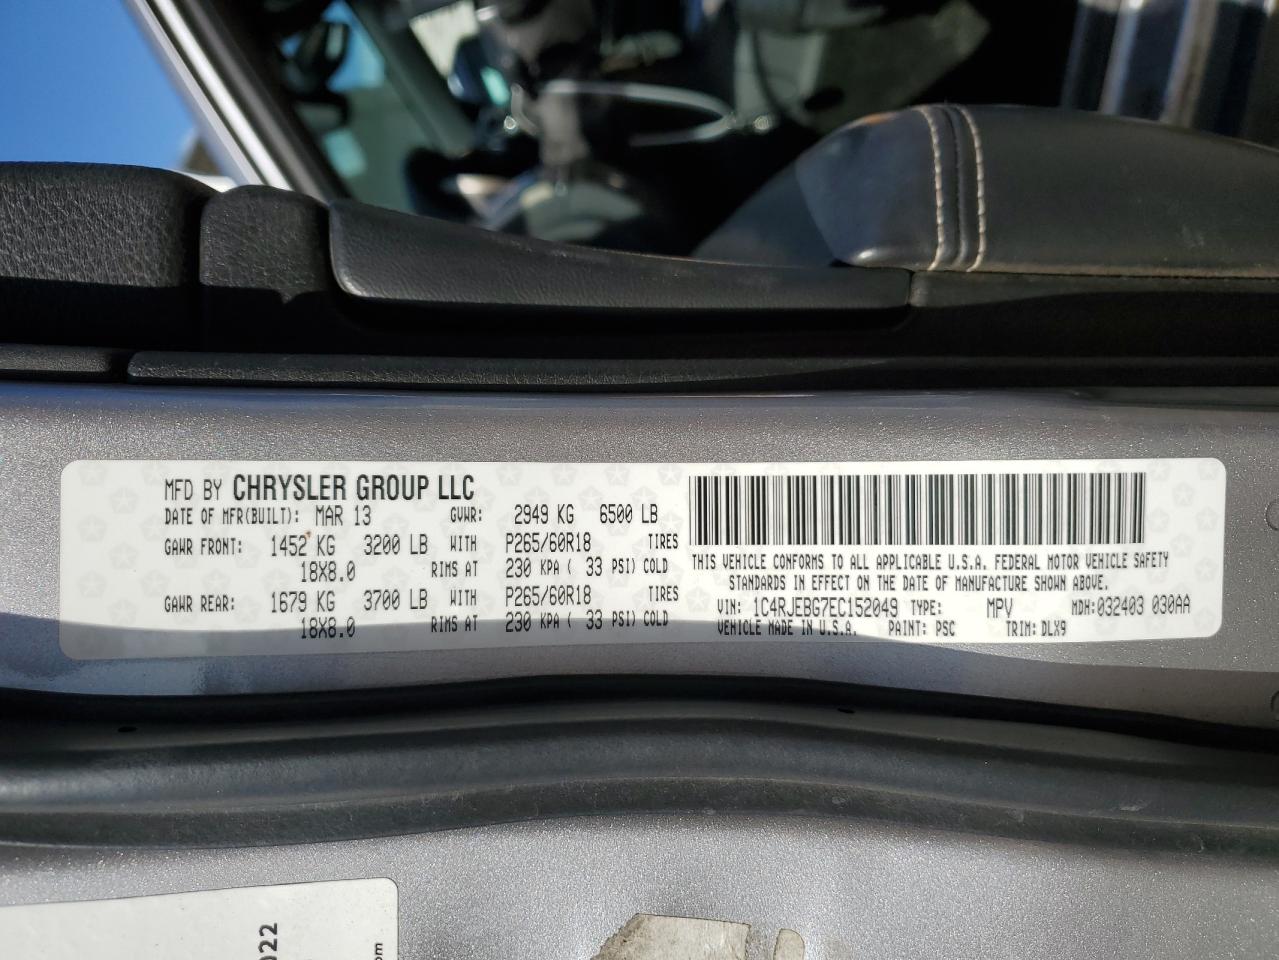 MFD BY CHRYSLER GROUP LLC
DATE OF MFR(BUILT): MAR 13 GVWR: 2949 KG 6500 LB
GAWR FRONT: 1452 KG 3200 LB WITH P265/60R18 TIRES
18X8.0 RIMS AT 230 KPA ( 33 PSI) COLD
GAWR REAR: 1679 KG 3700 LB WITH P265/60R18 TIRES
18X8.0 RIMS AT 230 KPA ( 33 PSI) COLD
THIS VEHICLE CONFORMS TO ALL APPLICABLE U.S.A. FEDERAL MOTOR VEHICLE SAFETY
STANDARDS IN EFFECT ON THE DATE OF MANUFACTURE SHOWN ABOVE.
VIN: 1C4RJEBG7EC152049 TYPE: MPV MDH: 032403 030AA
VEHICLE MADE IN U.S.A. PAINT: PSC TRIM: DLX9
022
om